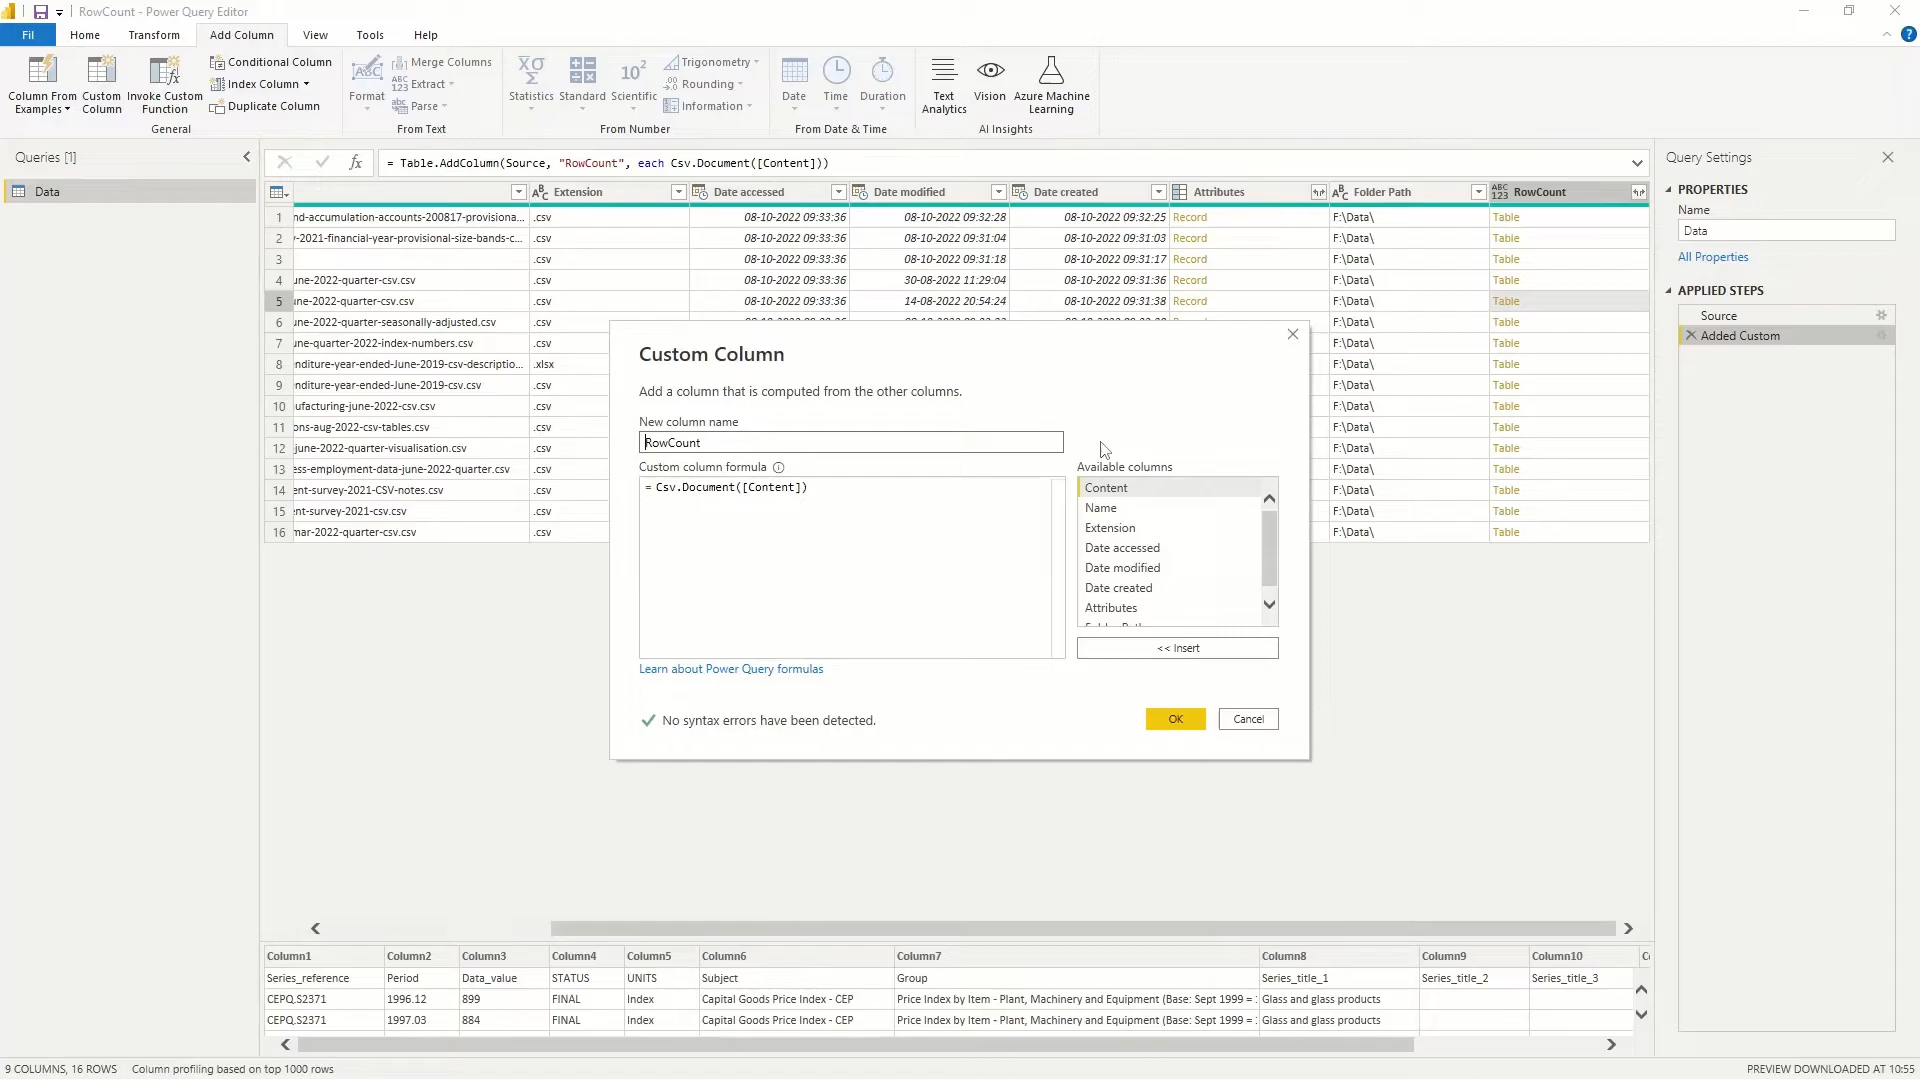 RowCount - Power Query Editor
Fil
Home
Transform
Add Column
View
Tools
Help
?
Column From Examples
Custom Column
Invoke Custom Function
Conditional Column
Index Column
Duplicate Column
General
Format
Merge Columns
Extract
Parse
From Text
Statistics
Standard
Scientific
Trigonometry
Rounding
Information
From Number
Date
Time
Duration
From Date & Time
Text Analytics
Vision
Azure Machine Learning
AI Insights
Queries [1]
Data
fx
= Table.AddColumn(Source, "RowCount", each Csv.Document([Content]))
Extension Date accessed Date modified Date created Attributes Folder Path RowCount
1 nd-accumulation-accounts-200817-provisiona... .csv 08-10-2022 09:33:36 08-10-2022 09:32:28 08-10-2022 09:32:25 Record F:\Data\ Table
2 -2021-financial-year-provisional-size-bands-c... .csv 08-10-2022 09:33:36 08-10-2022 09:31:04 08-10-2022 09:31:03 Record F:\Data\ Table
3 .csv 08-10-2022 09:33:36 08-10-2022 09:31:18 08-10-2022 09:31:17 Record F:\Data\ Table
4 une-2022-quarter-csv.csv .csv 08-10-2022 09:33:36 30-08-2022 11:29:04 08-10-2022 09:31:36 Record F:\Data\ Table
5 une-2022-quarter-csv.csv .csv 08-10-2022 09:33:36 14-08-2022 20:54:24 08-10-2022 09:31:38 Record F:\Data\ Table
6 une-2022-quarter-seasonally-adjusted.csv .csv F:\Data\ Table
7 une-quarter-2022-index-numbers.csv .csv F:\Data\ Table
8 enditure-year-ended-June-2019-csv-descriptio... .xlsx F:\Data\ Table
9 enditure-year-ended-June-2019-csv.csv .csv F:\Data\ Table
10 ufacturing-june-2022-csv.csv .csv F:\Data\ Table
11 ons-aug-2022-csv-tables.csv .csv F:\Data\ Table
12 june-2022-quarter-visualisation.csv .csv F:\Data\ Table
13 ess-employment-data-june-2022-quarter.csv .csv F:\Data\ Table
14 ent-survey-2021-CSV-notes.csv .csv F:\Data\ Table
15 ent-survey-2021-csv.csv .csv F:\Data\ Table
16 mar-2022-quarter-csv.csv .csv F:\Data\ Table
Custom Column
Add a column that is computed from the other columns.
New column name
RowCount
Custom column formula
= Csv.Document([Content])
Available columns
Content
Name
Extension
Date accessed
Date modified
Date created
Attributes
<< Insert
Learn about Power Query formulas
No syntax errors have been detected.
OK
Cancel
Query Settings
PROPERTIES
Name
Data
All Properties
APPLIED STEPS
Source
Added Custom
Column1 Column2 Column3 Column4 Column5 Column6 Column7 Column8 Column9 Column10
Series_reference Period Data_value STATUS UNITS Subject Group Series_title_1 Series_title_2 Series_title_3
CEPQ.S2371 1996.12 899 FINAL Index Capital Goods Price Index - CEP Price Index by Item - Plant, Machinery and Equipment (Base: Sept 1999 = Glass and glass products
CEPQ.S2371 1997.03 884 FINAL Index Capital Goods Price Index - CEP Price Index by Item - Plant, Machinery and Equipment (Base: Sept 1999 = Glass and glass products
9 COLUMNS, 16 ROWS Column profiling based on top 1000 rows
PREVIEW DOWNLOADED AT 10:55